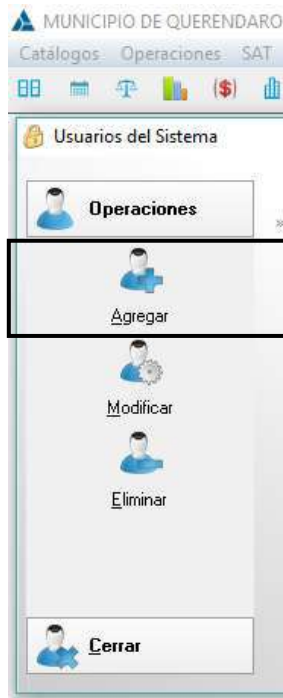 MUNICIPIO DE QUERENDARO
Catálogos Operaciones SAT
($)
Usuarios del Sistema
Operaciones
»
Agregar
Modificar
Eliminar
Cerrar